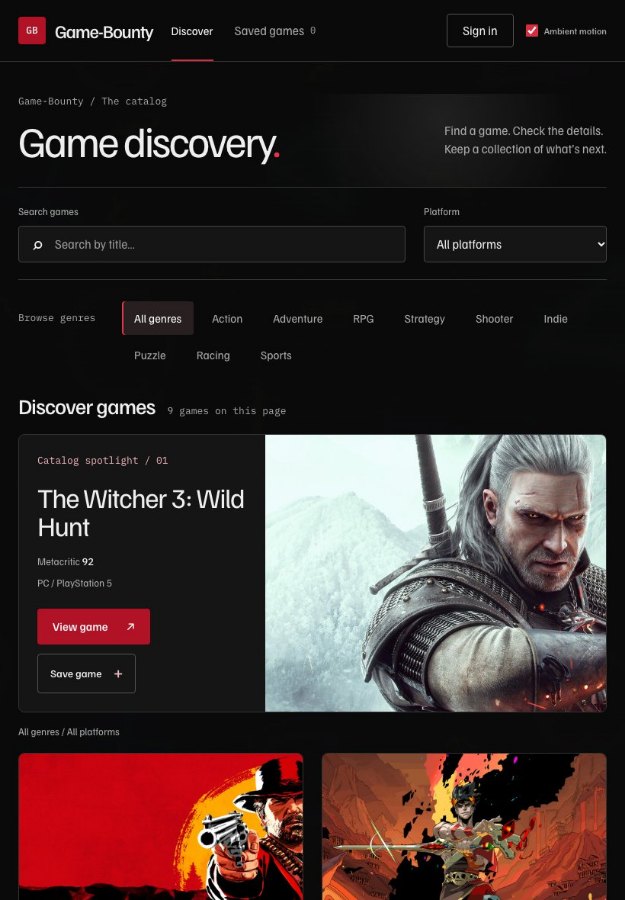 GB
Game-Bounty
Discover
Saved games 0
Sign in
Ambient motion
Game-Bounty / The catalog
Game discovery.
Find a game. Check the details.
Keep a collection of what's next.
Search games
Search by title...
Platform
All platforms
Browse genres
All genres
Action
Adventure
RPG
Strategy
Shooter
Indie
Puzzle
Racing
Sports
Discover games
9 games on this page
Catalog spotlight / 01
The Witcher 3: Wild
Hunt
Metacritic 92
PC / PlayStation 5
View game
Save game
All genres / All platforms